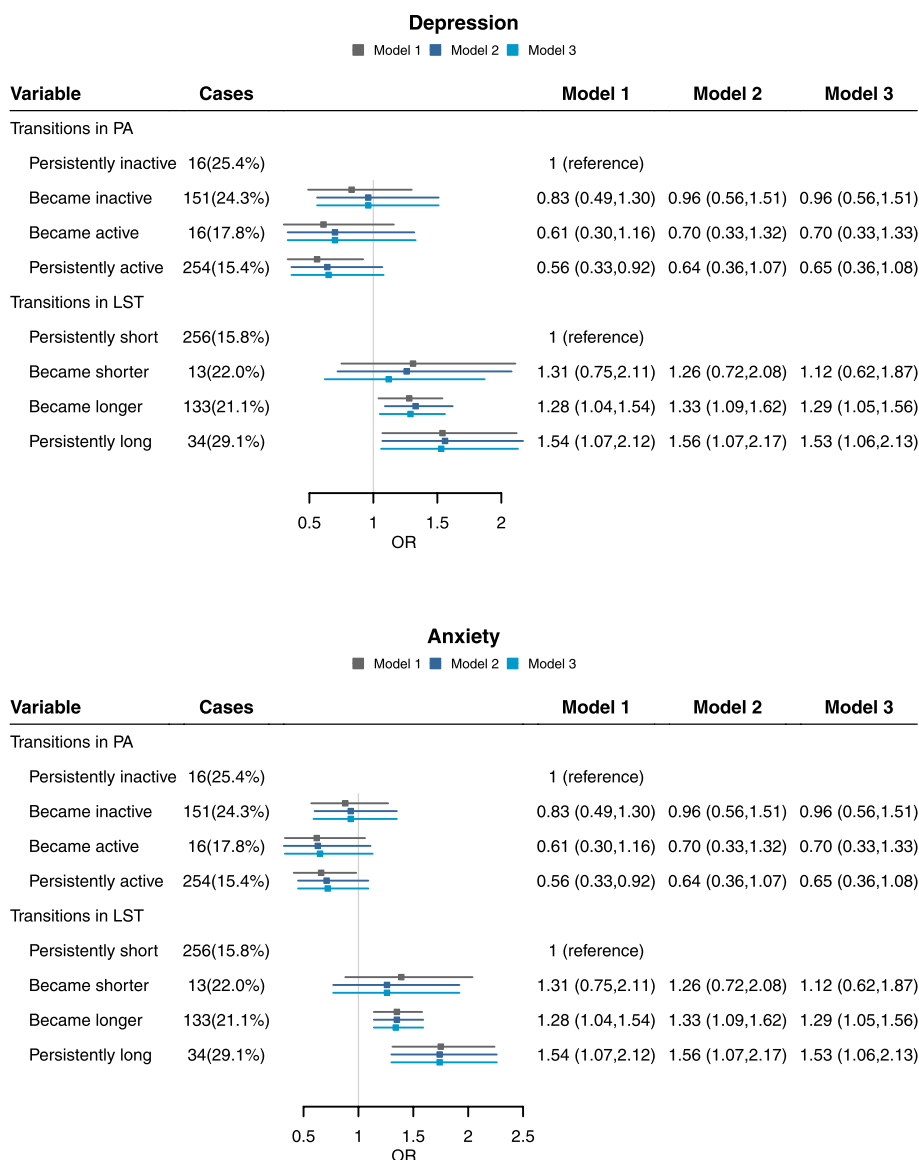 Depression
Model 1 Model 2 Model 3
Variable Cases Model 1 Model 2 Model 3
Transitions in PA
Persistently inactive 16(25.4%) 1 (reference)
Became inactive 151(24.3%) 0.83 (0.49,1.30) 0.96 (0.56,1.51) 0.96 (0.56,1.51)
Became active 16(17.8%) 0.61 (0.30,1.16) 0.70 (0.33,1.32) 0.70 (0.33,1.33)
Persistently active 254(15.4%) 0.56 (0.33,0.92) 0.64 (0.36,1.07) 0.65 (0.36,1.08)
Transitions in LST
Persistently short 256(15.8%) 1 (reference)
Became shorter 13(22.0%) 1.31 (0.75,2.11) 1.26 (0.72,2.08) 1.12 (0.62,1.87)
Became longer 133(21.1%) 1.28 (1.04,1.54) 1.33 (1.09,1.62) 1.29 (1.05,1.56)
Persistently long 34(29.1%) 1.54 (1.07,2.12) 1.56 (1.07,2.17) 1.53 (1.06,2.13)
0.5 1 1.5 2
OR
Anxiety
Model 1 Model 2 Model 3
Variable Cases Model 1 Model 2 Model 3
Transitions in PA
Persistently inactive 16(25.4%) 1 (reference)
Became inactive 151(24.3%) 0.83 (0.49,1.30) 0.96 (0.56,1.51) 0.96 (0.56,1.51)
Became active 16(17.8%) 0.61 (0.30,1.16) 0.70 (0.33,1.32) 0.70 (0.33,1.33)
Persistently active 254(15.4%) 0.56 (0.33,0.92) 0.64 (0.36,1.07) 0.65 (0.36,1.08)
Transitions in LST
Persistently short 256(15.8%) 1 (reference)
Became shorter 13(22.0%) 1.31 (0.75,2.11) 1.26 (0.72,2.08) 1.12 (0.62,1.87)
Became longer 133(21.1%) 1.28 (1.04,1.54) 1.33 (1.09,1.62) 1.29 (1.05,1.56)
Persistently long 34(29.1%) 1.54 (1.07,2.12) 1.56 (1.07,2.17) 1.53 (1.06,2.13)
0.5 1 1.5 2 2.5
OR